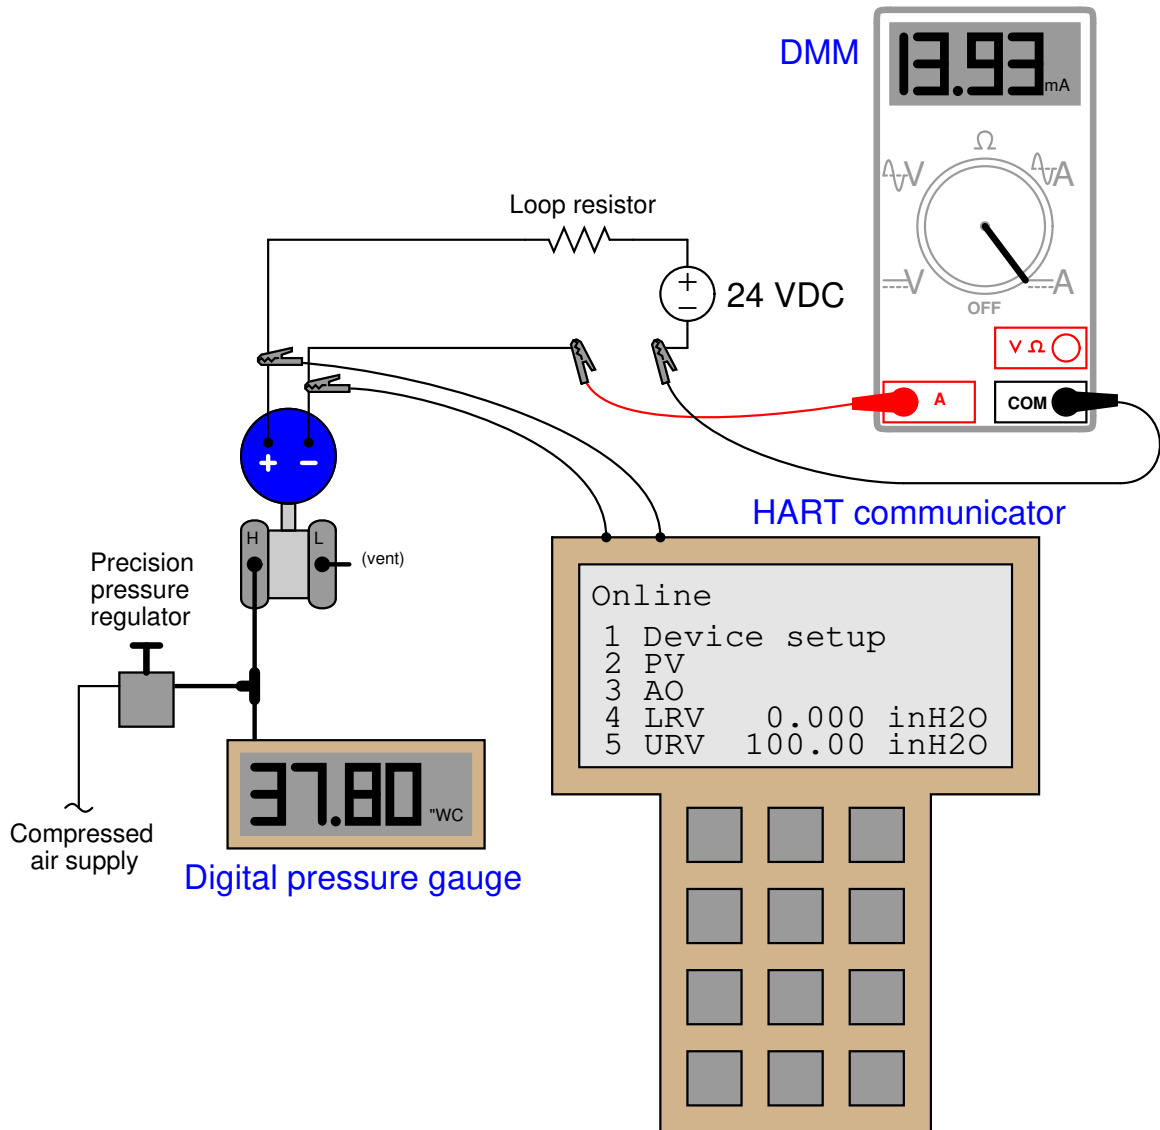 DMM
13.93 mA
Ω
V
A
V
A
OFF
V Ω
A
COM
Loop resistor
+
−
24 VDC
+ −
H
L
(vent)
Precision
pressure
regulator
Compressed
air supply
37.80 "WC
Digital pressure gauge
HART communicator
Online
1 Device setup
2 PV
3 AO
4 LRV 0.000 inH2O
5 URV 100.00 inH2O